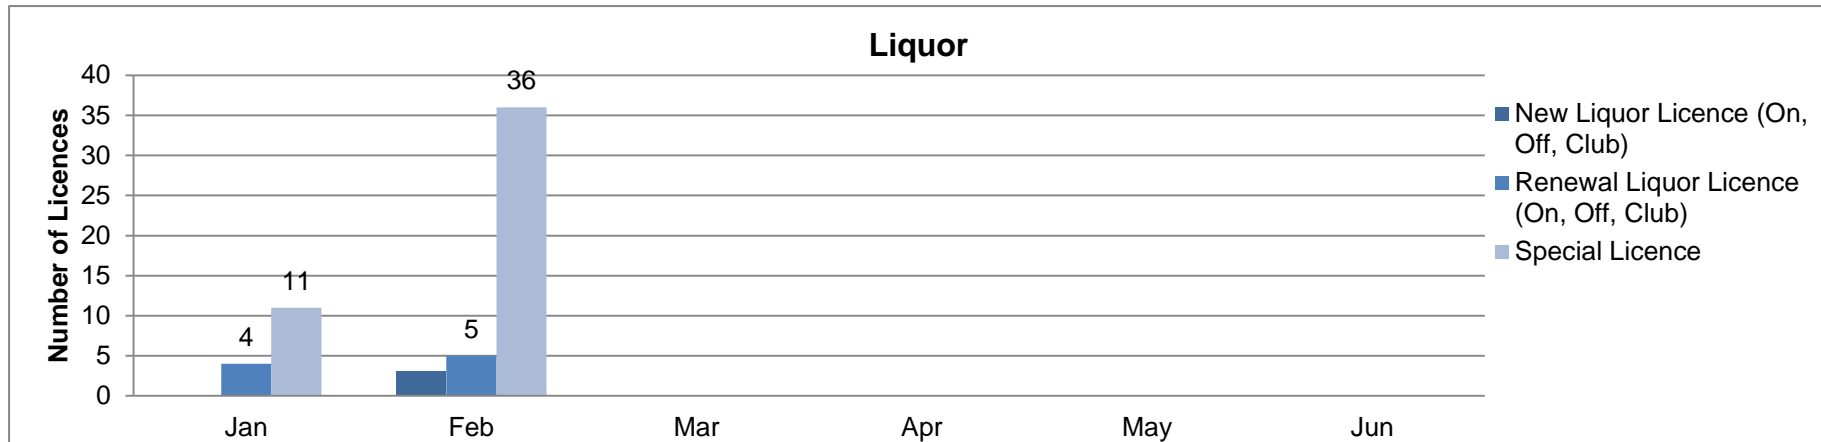 Liquor
Number of Licences
40
35
30
25
20
15
10
5
0
4
11
5
36
Jan
Feb
Mar
Apr
May
Jun
New Liquor Licence (On,
Off, Club)
Renewal Liquor Licence
(On, Off, Club)
Special Licence